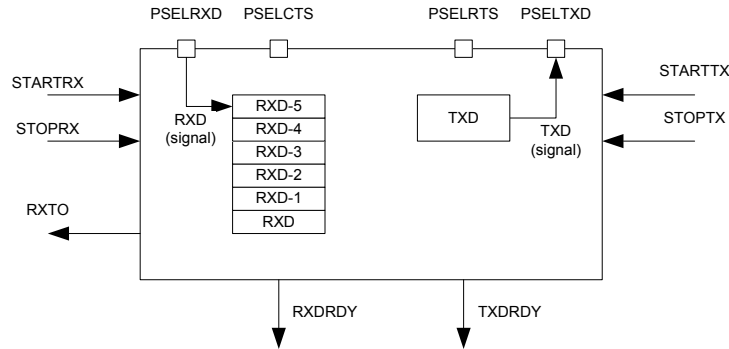 PSELRXD PSELCTS PSELRTS PSELTXD
STARTRX
STARTTX
STOPRX
STOPTX
RXTO
RXD
(signal)
RXD-5
RXD-4
RXD-3
RXD-2
RXD-1
RXD
TXD
TXD
(signal)
RXDRDY
TXDRDY